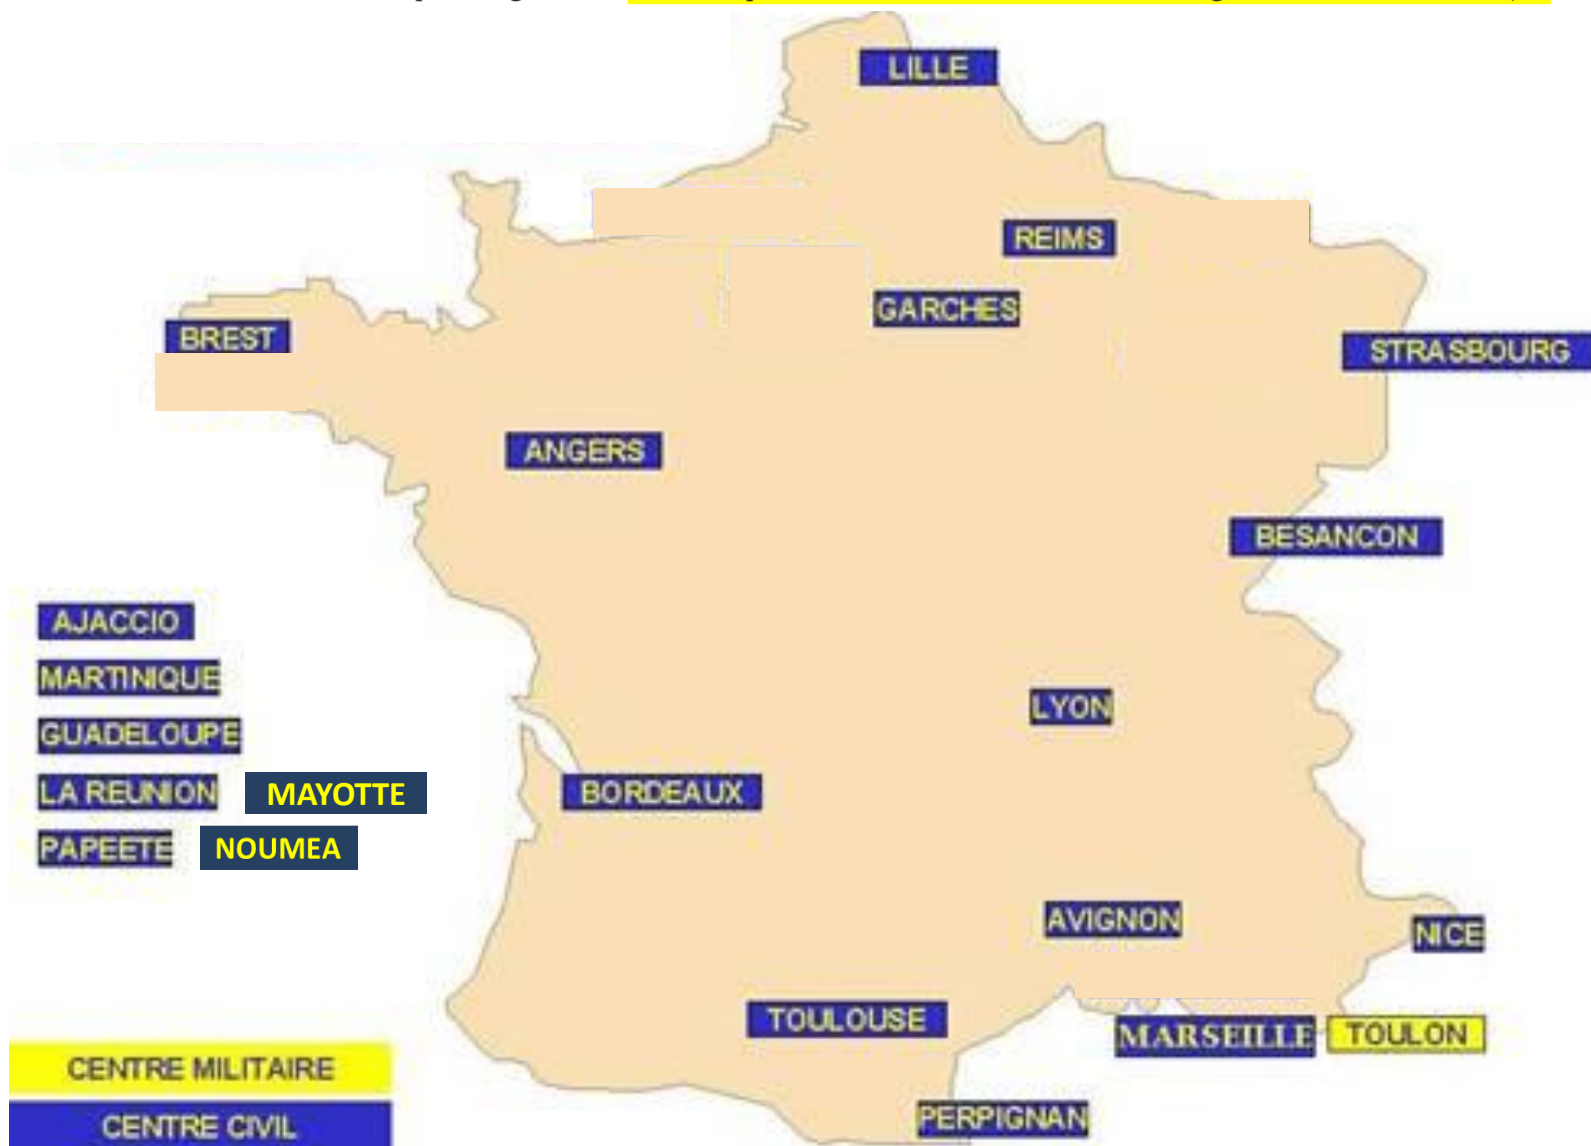 LILLE
REIMS
GARCHES
BREST
STRASBOURG
ANGERS
BESANCON
AJACCIO
MARTINIQUE
LYON
GUADELOUPE
LA REUNION MAYOTTE
BORDEAUX
PAPEETE NOUMEA
AVIGNON
NICE
TOULOUSE
MARSEILLE TOULON
CENTRE MILITAIRE
PERPIGNAN
CENTRE CIVIL